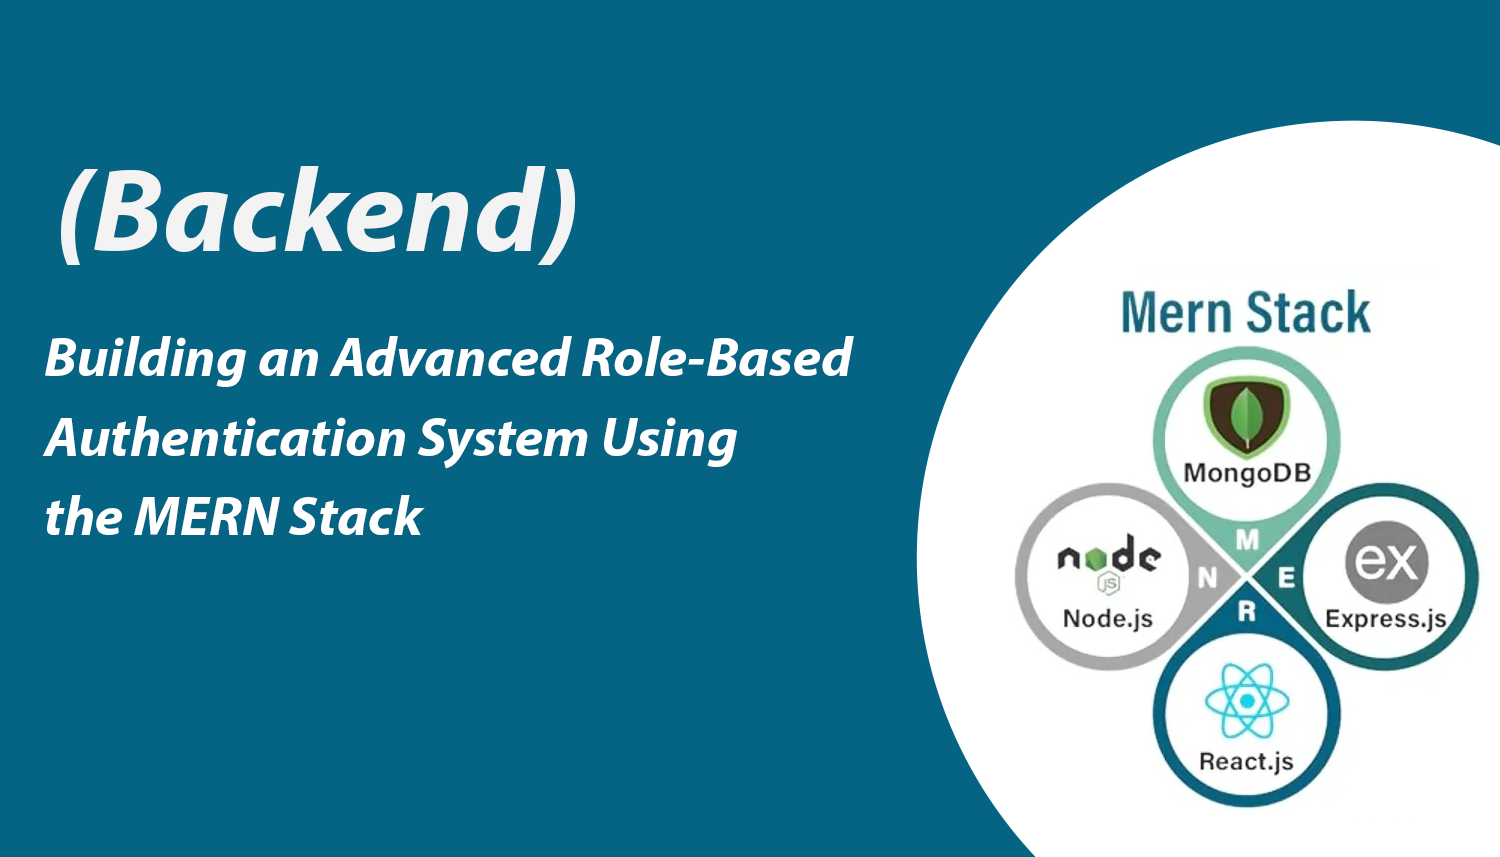 (Backend)
Building an Advanced Role-Based
Authentication System Using
the MERN Stack
Mern Stack
MongoDB
M
node
JS
Node.js
N
E
ex
Express.js
R
React.js